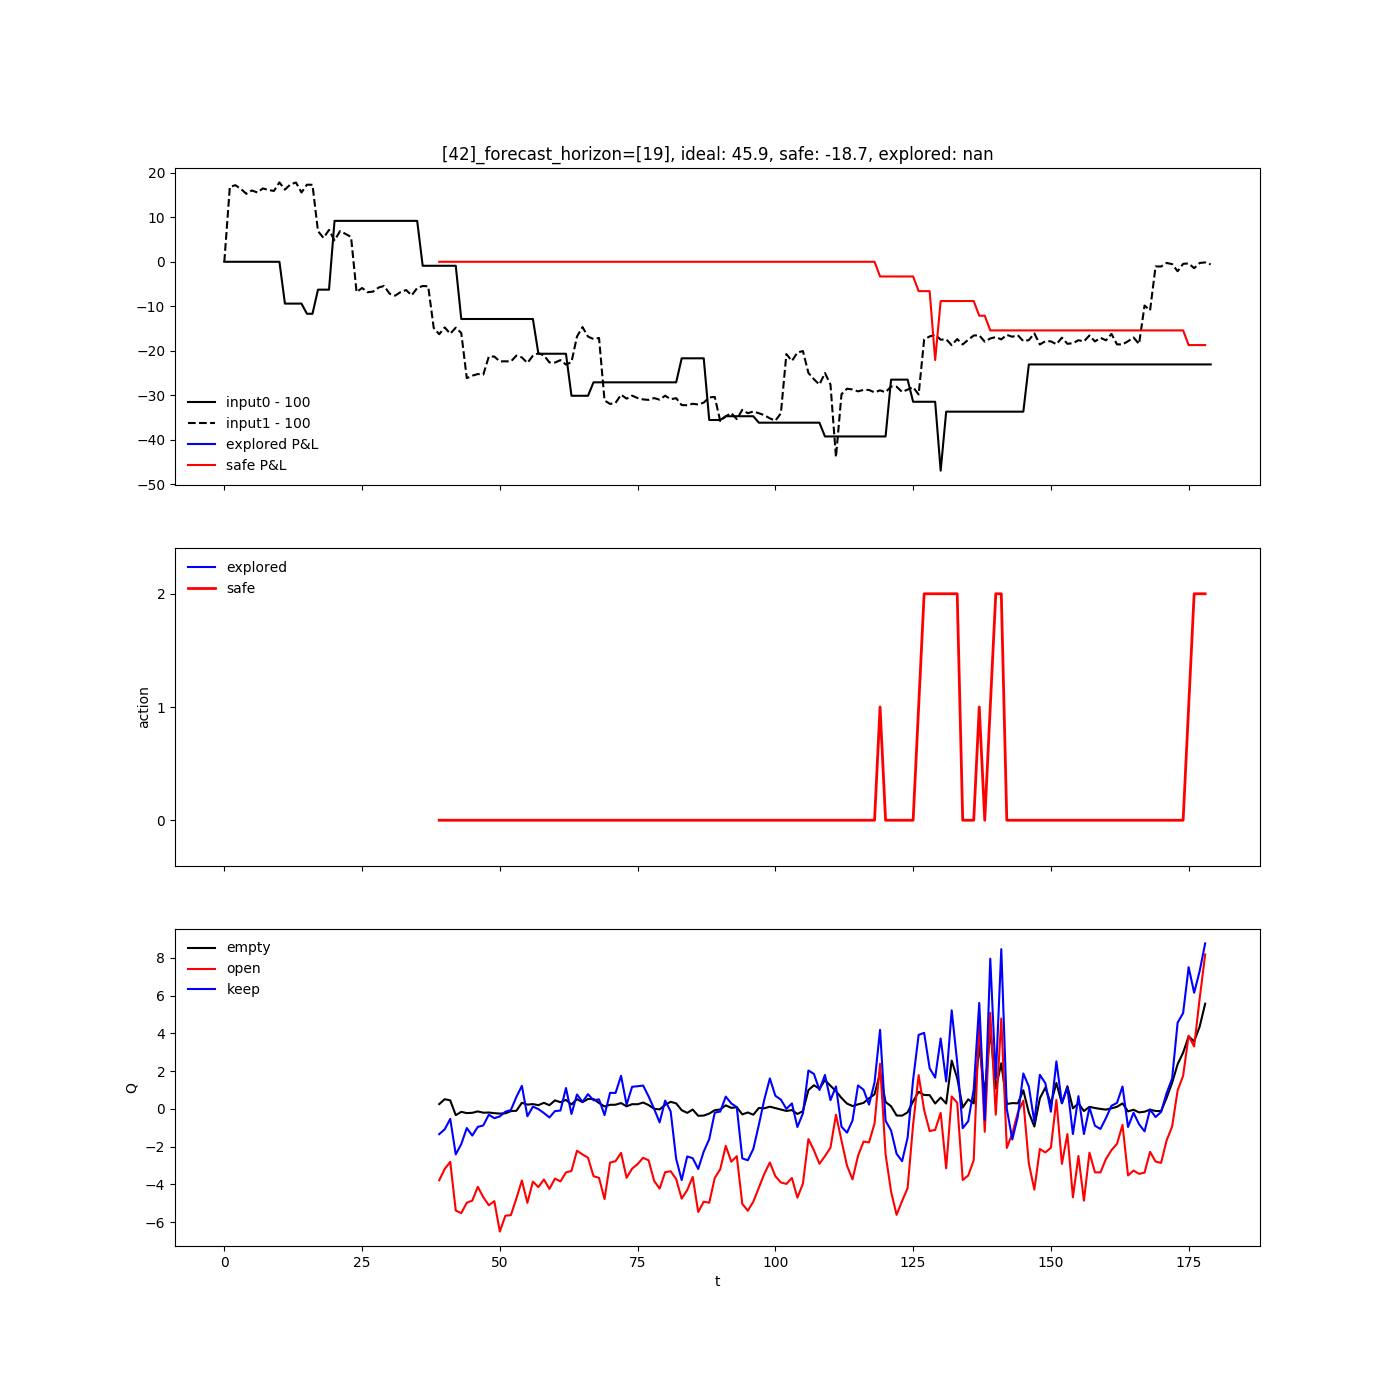 [42]_forecast_horizon=[19], ideal: 45.9, safe: -18.7, explored: nan
20
10
0
−10
−20
−30
−40
−50
input0 - 100
input1 - 100
explored P&L
safe P&L
explored
safe
2
1
0
action
empty
open
keep
8
6
4
2
0
−2
−4
−6
Q
0 25 50 75 100 125 150 175
t